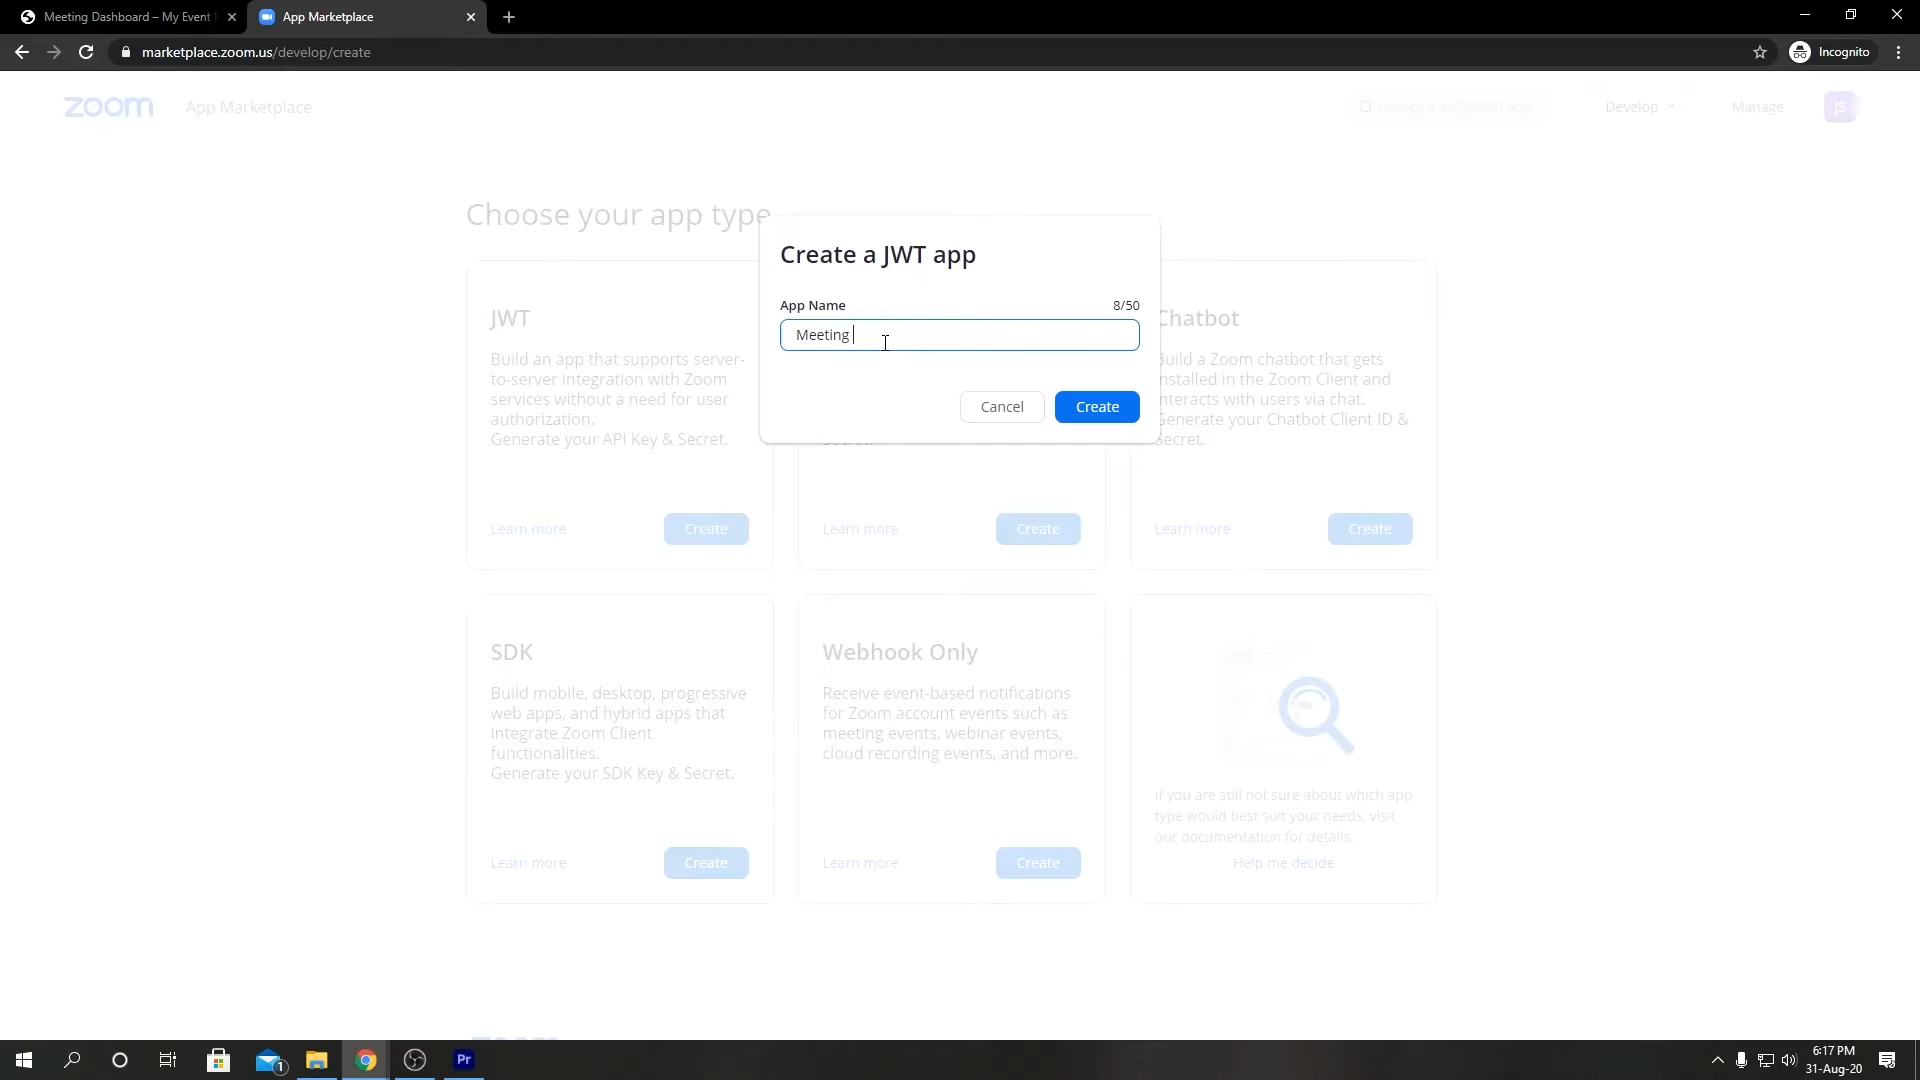 Meeting Dashboard – My Event
App Marketplace
marketplace.zoom.us/develop/create
Incognito
zoom
App Marketplace
Develop
Manage
JS
Choose your app type
Create a JWT app
App Name
8/50
Meeting
Cancel
Create
JWT
Build an app that supports server-
to-server integration with Zoom
services without a need for user
authorization.
Generate your API Key & Secret.
Learn more
Create
Learn more
Create
Chatbot
Build a Zoom chatbot that gets
installed in the Zoom Client and
interacts with users via chat.
Generate your Chatbot Client ID &
Secret.
Learn more
Create
SDK
Build mobile, desktop, progressive
web apps, and hybrid apps that
integrate Zoom Client
functionalities.
Generate your SDK Key & Secret.
Learn more
Create
Webhook Only
Receive event-based notifications
for Zoom account events such as
meeting events, webinar events,
cloud recording events, and more.
Learn more
Create
If you are still not sure about which app
type would best suit your needs, visit
our documentation for details.
Help me decide
1
Pr
6:17 PM
31-Aug-20